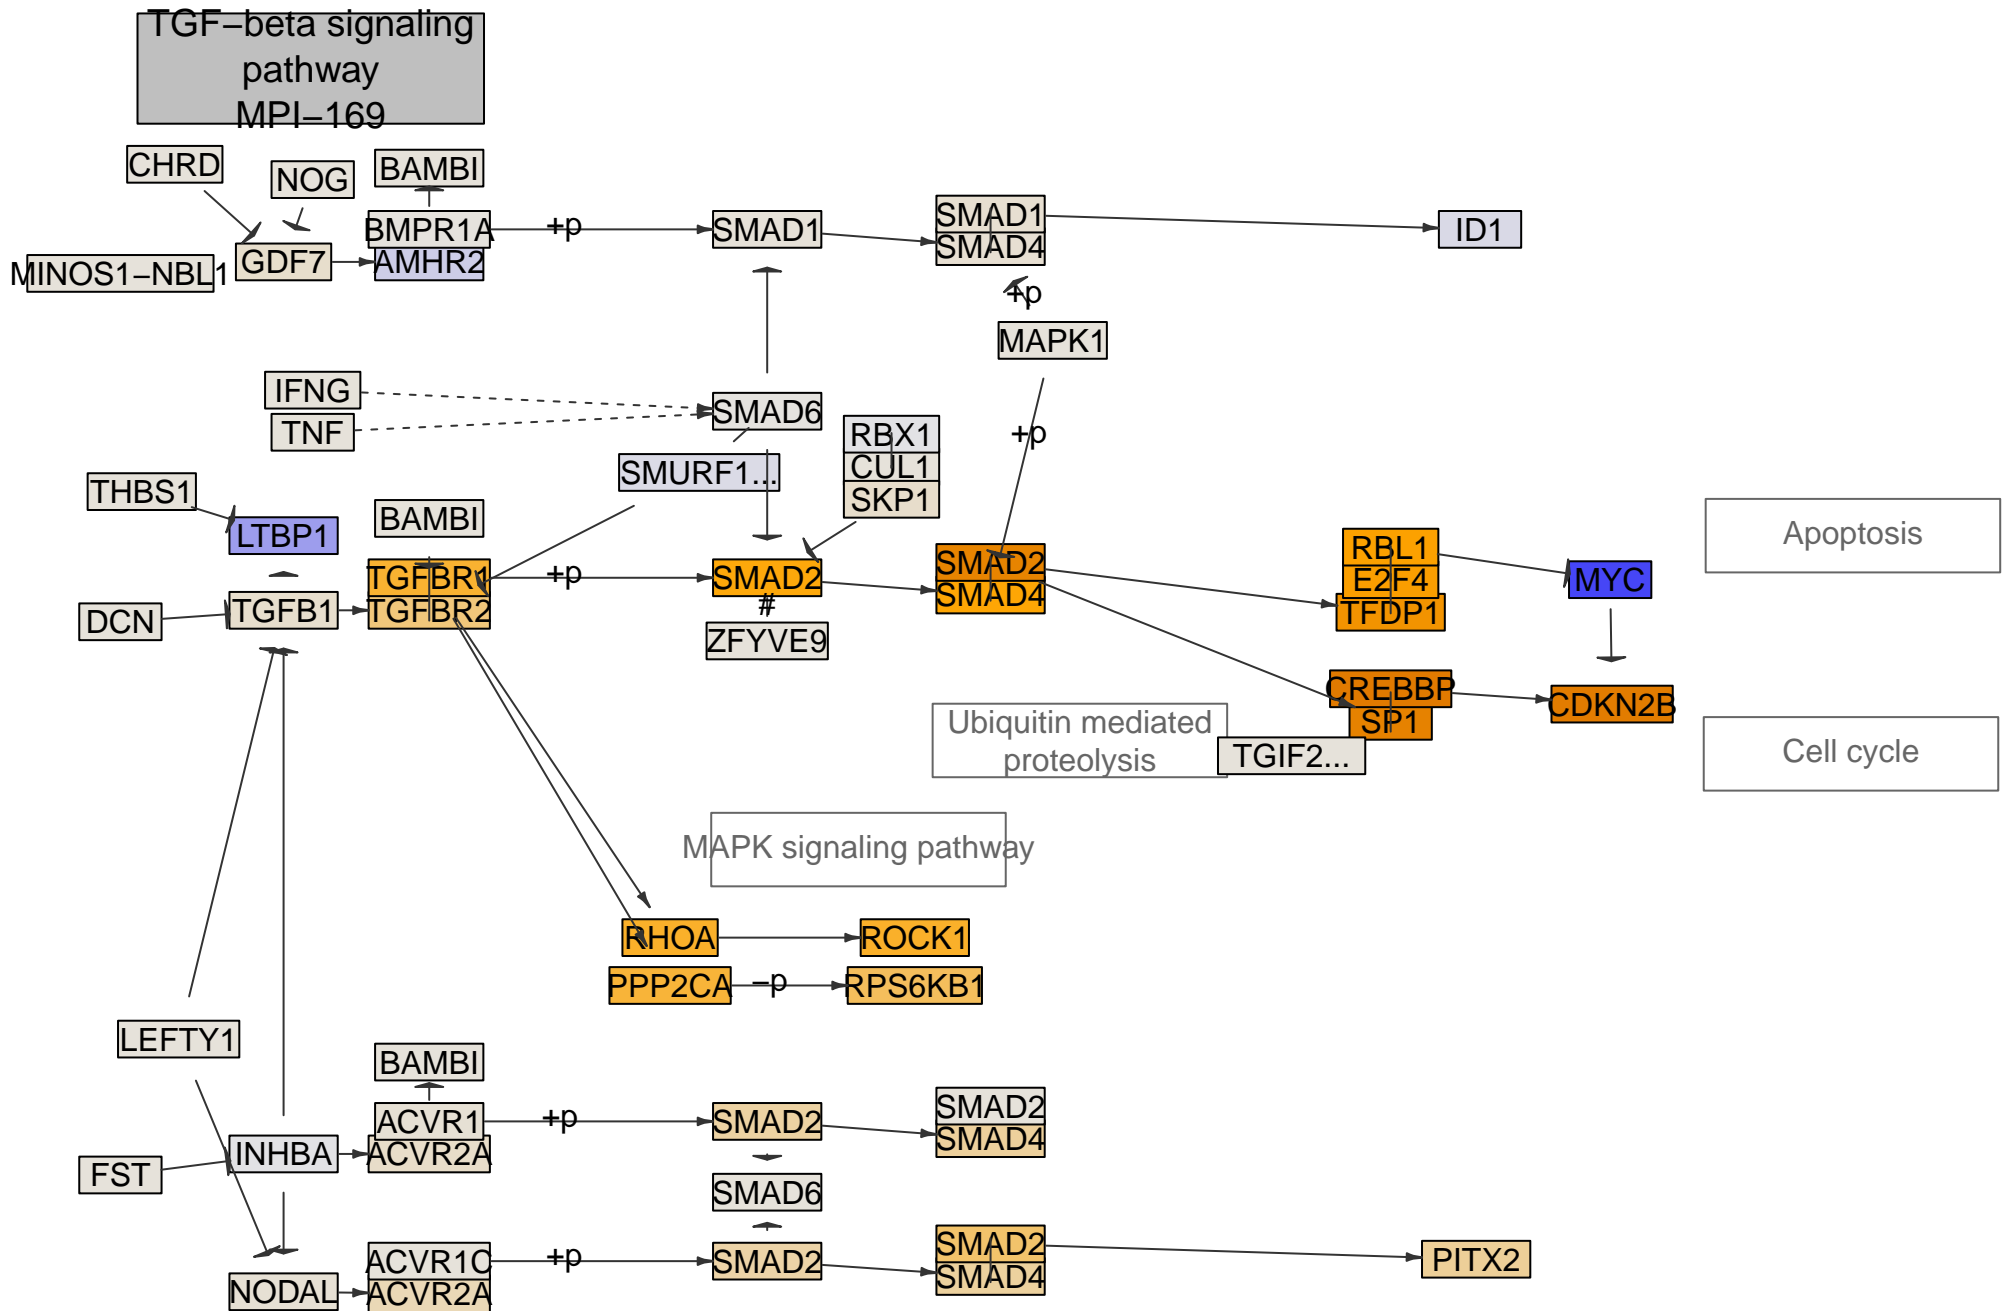 TGF−beta signaling
pathway
MPI−169
CHRD
NOG
BAMBI
BMPR1A
+p
SMAD1
SMAD1
SMAD4
ID1
MINOS1−NBL1
GDF7
AMHR2
+p
MAPK1
IFNG
TNF
SMAD6
RBX1
CUL1
SKP1
+p
SMURF1...
THBS1
LTBP1
BAMBI
TGFBR1
TGFBR2
+p
SMAD2
#
ZFYVE9
SMAD2
SMAD4
RBL1
E2F4
TFDP1
MYC
Apoptosis
DCN
TGFB1
CREBBP
SP1
CDKN2B
Ubiquitin mediated
proteolysis
TGIF2...
Cell cycle
MAPK signaling pathway
RHOA
ROCK1
PPP2CA
−p
RPS6KB1
LEFTY1
BAMBI
ACVR1
ACVR2A
+p
SMAD2
SMAD2
SMAD4
INHBA
FST
SMAD6
ACVR1C
ACVR2A
+p
SMAD2
SMAD2
SMAD4
PITX2
NODAL